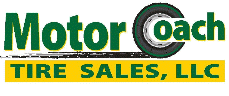 Motor Coach
TIRE SALES, LLC